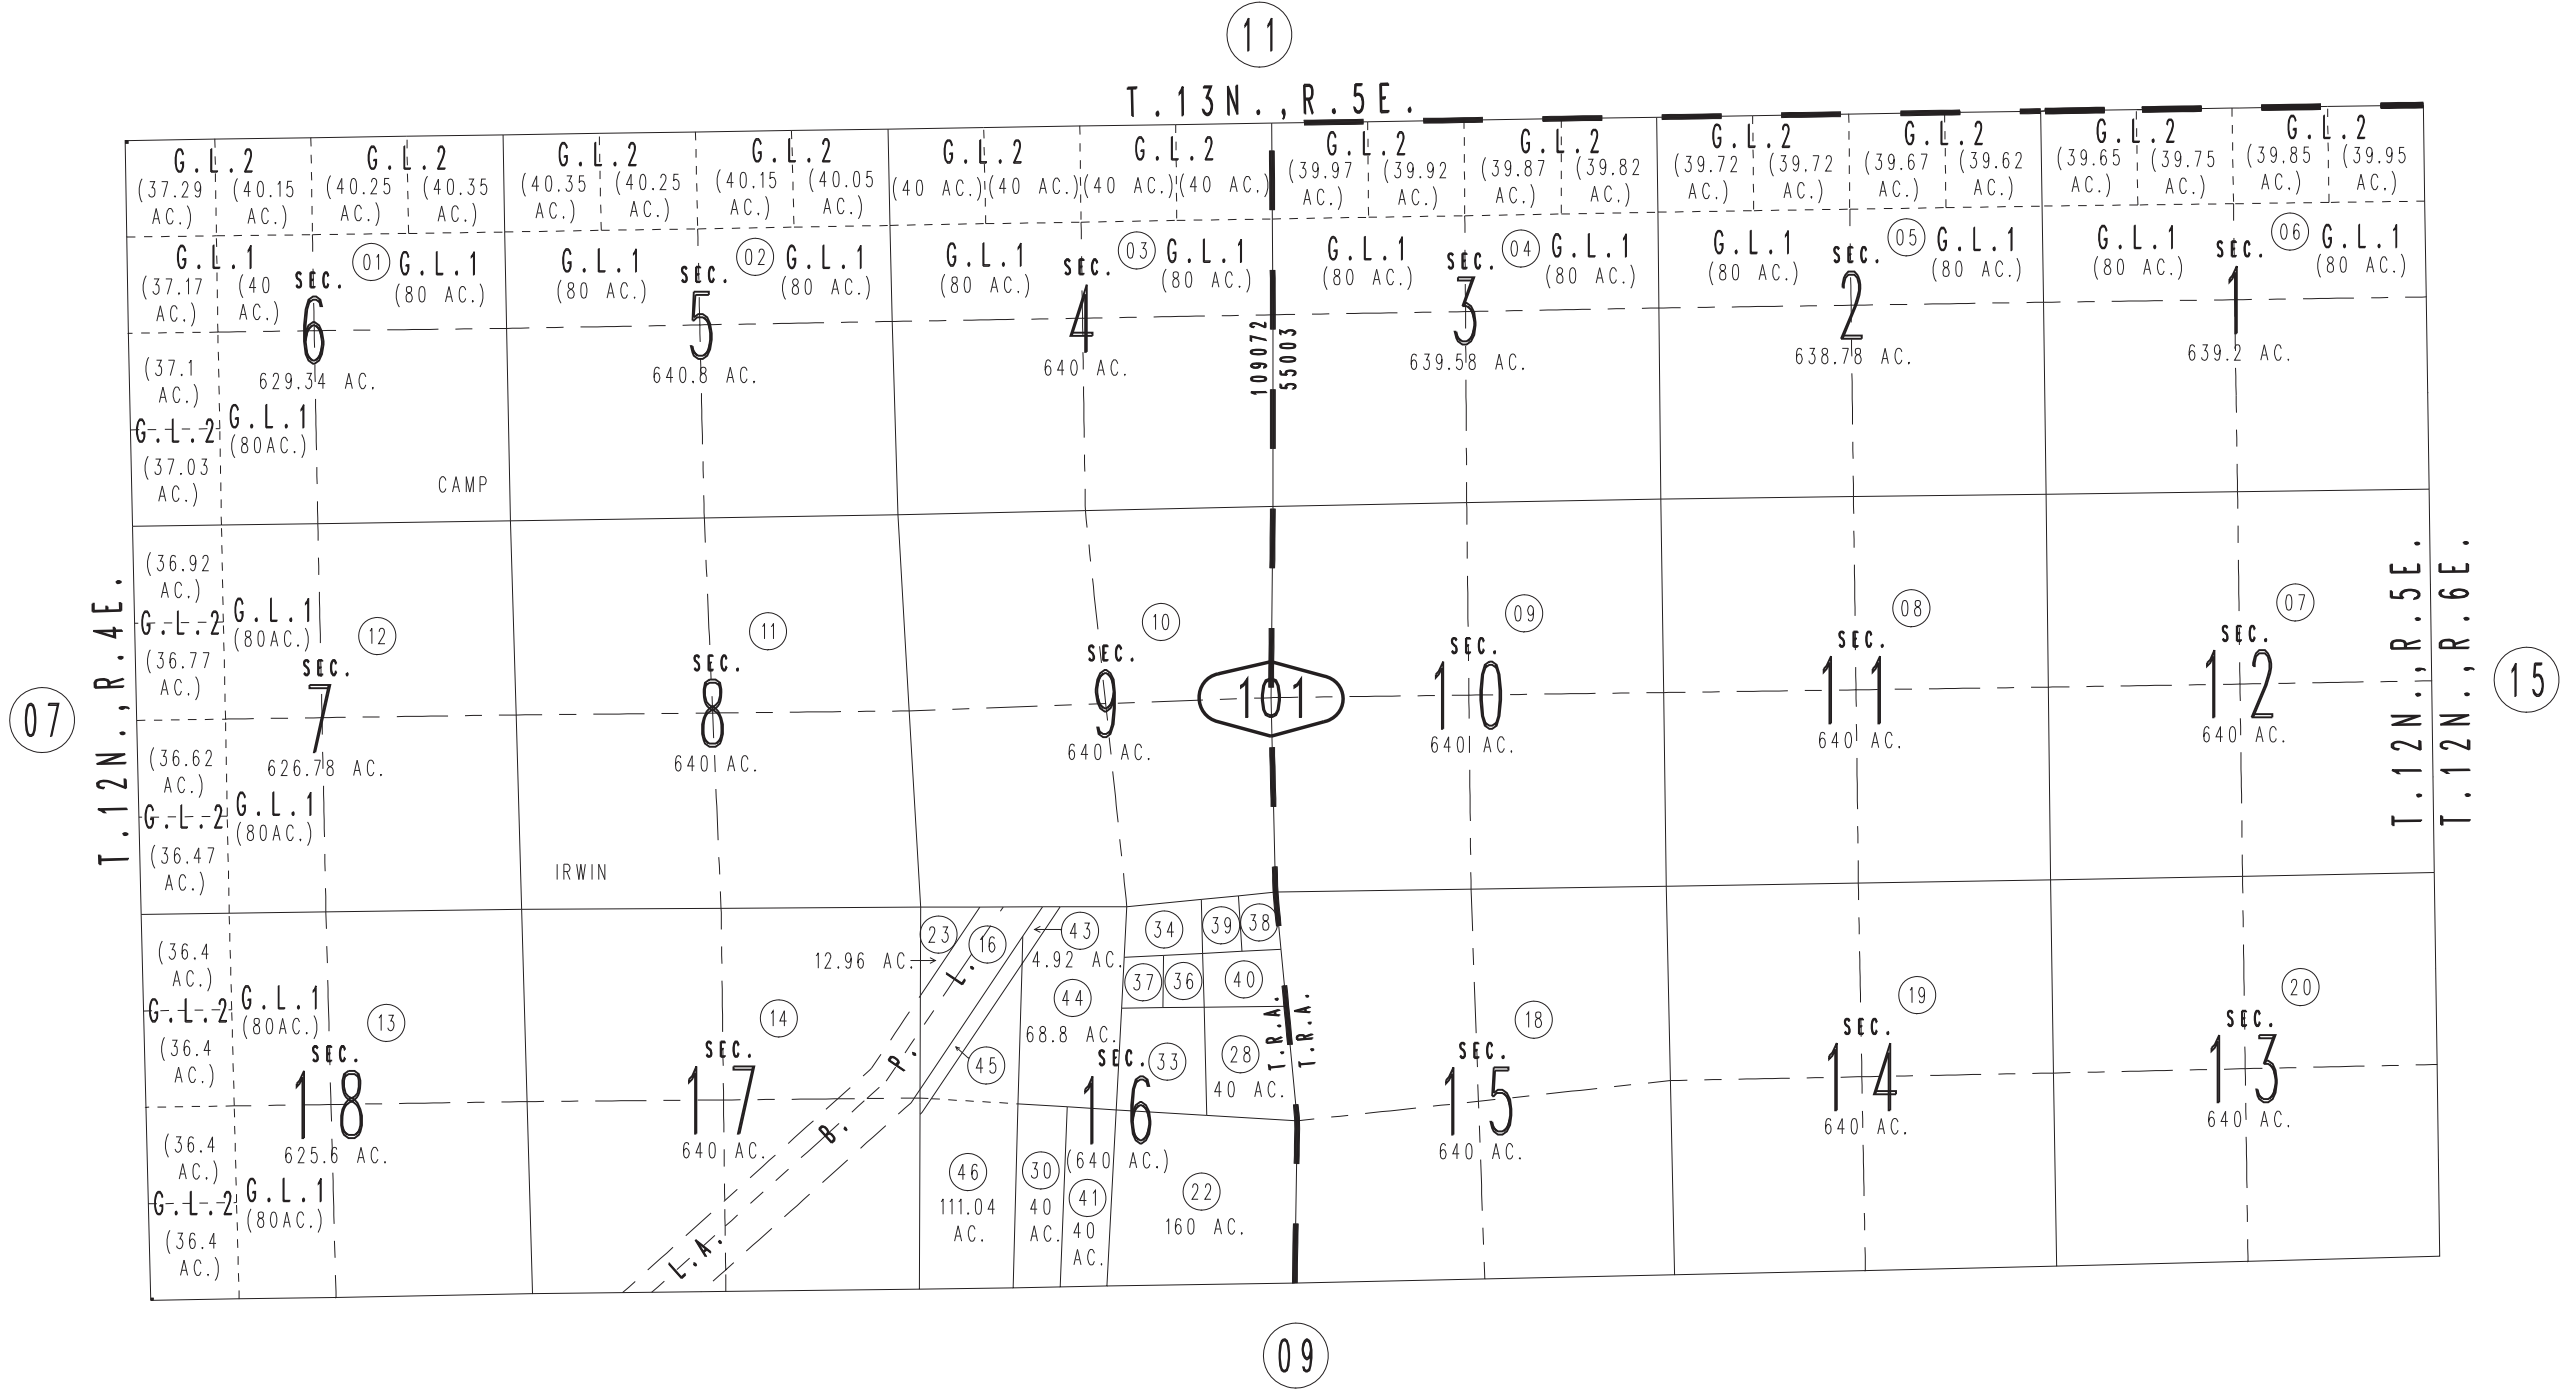 11
T.13N.,R.5E.
G.L.2 G.L.2 G.L.2 G.L.2 G.L.2 G.L.2 G.L.2 G.L.2 G.L.2 G.L.2 G.L.2 G.L.2
(37.29 AC.) (40.15 AC.) (40.25 AC.) (40.35 AC.) (40.35 AC.) (40.25 AC.) (40.15 AC.) (40.05 AC.) (40 AC.) (40 AC.) (40 AC.) (40 AC.) (39.97 AC.) (39.92 AC.) (39.87 AC.) (39.82 AC.) (39.72 AC.) (39.72 AC.) (39.67 AC.) (39.62 AC.) (39.65 AC.) (39.75 AC.) (39.85 AC.) (39.95 AC.)
G.L.1 01 G.L.1 G.L.1 02 G.L.1 G.L.1 03 G.L.1 G.L.1 04 G.L.1 G.L.1 05 G.L.1 G.L.1 06 G.L.1
(37.17 AC.) (40 AC.) (80 AC.) (80 AC.) (80 AC.) (80 AC.) (80 AC.) (80 AC.) (80 AC.) (80 AC.) (80 AC.) (80 AC.) (80 AC.)
SEC. SEC. SEC. SEC. SEC. SEC.
6 5 4 3 2 1
629.34 AC. 640.8 AC. 640 AC. 639.58 AC. 638.78 AC. 639.2 AC.
109072
55003
(37.1 AC.)
G.L.2 G.L.1
(80AC.)
(37.03 AC.)
CAMP
(36.92 AC.)
G.L.2 G.L.1
(80AC.)
(36.77 AC.)
12 11 10 09 08 07
SEC. SEC. SEC. SEC. SEC. SEC.
7 8 9 101 10 11 12
626.78 AC. 640 AC. 640 AC. 640 AC. 640 AC. 640 AC.
07
T.12N.,R.4E.
T.12N.,R.5E.
T.12N.,R.6E.
15
(36.62 AC.)
G.L.2 G.L.1
(80AC.)
(36.47 AC.)
IRWIN
(36.4 AC.)
G.L.2 G.L.1
(80AC.)
(36.4 AC.)
23 16 43 34 39 38
12.96 AC. 4.92 AC.
37 36 40
44
68.8 AC.
45 33 28
40 AC.
T.R.A.
T.R.A.
L.A. B. P. L.
13 14 18 19 20
SEC. SEC. SEC. SEC. SEC. SEC.
18 17 16 15 14 13
625.6 AC. 640 AC. (640 AC.) 640 AC. 640 AC. 640 AC.
(36.4 AC.)
G.L.2 G.L.1
(80AC.)
(36.4 AC.)
46 30 41 22
111.04 AC. 40 AC. 40 AC. 160 AC.
09